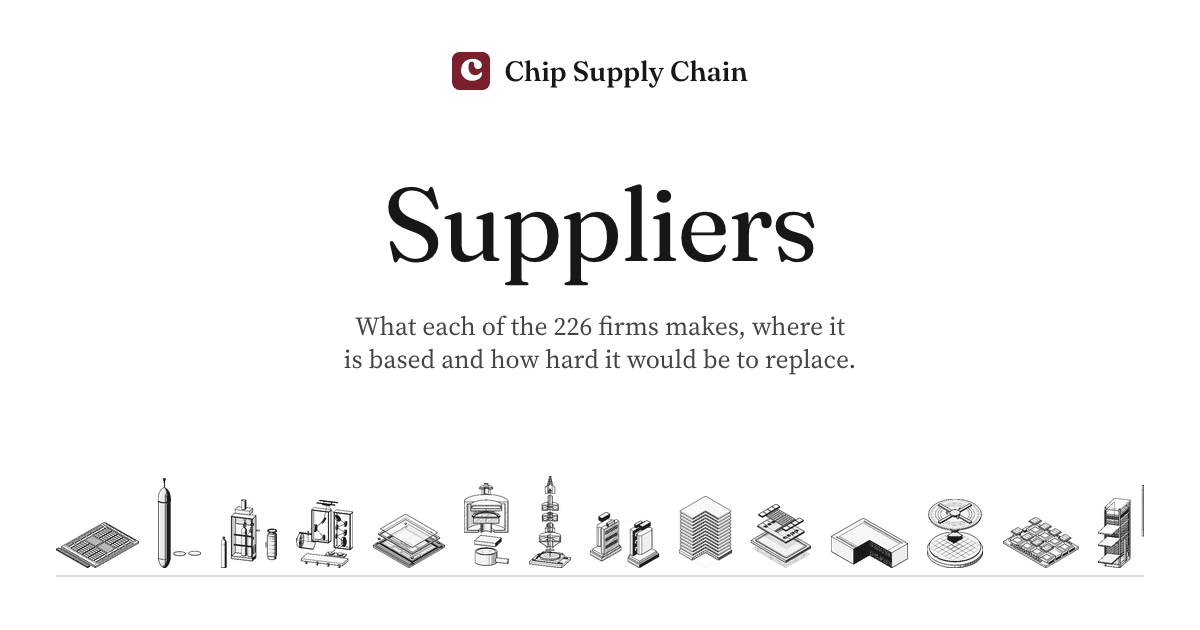 C Chip Supply Chain
Suppliers
What each of the 226 firms makes, where it
is based and how hard it would be to replace.